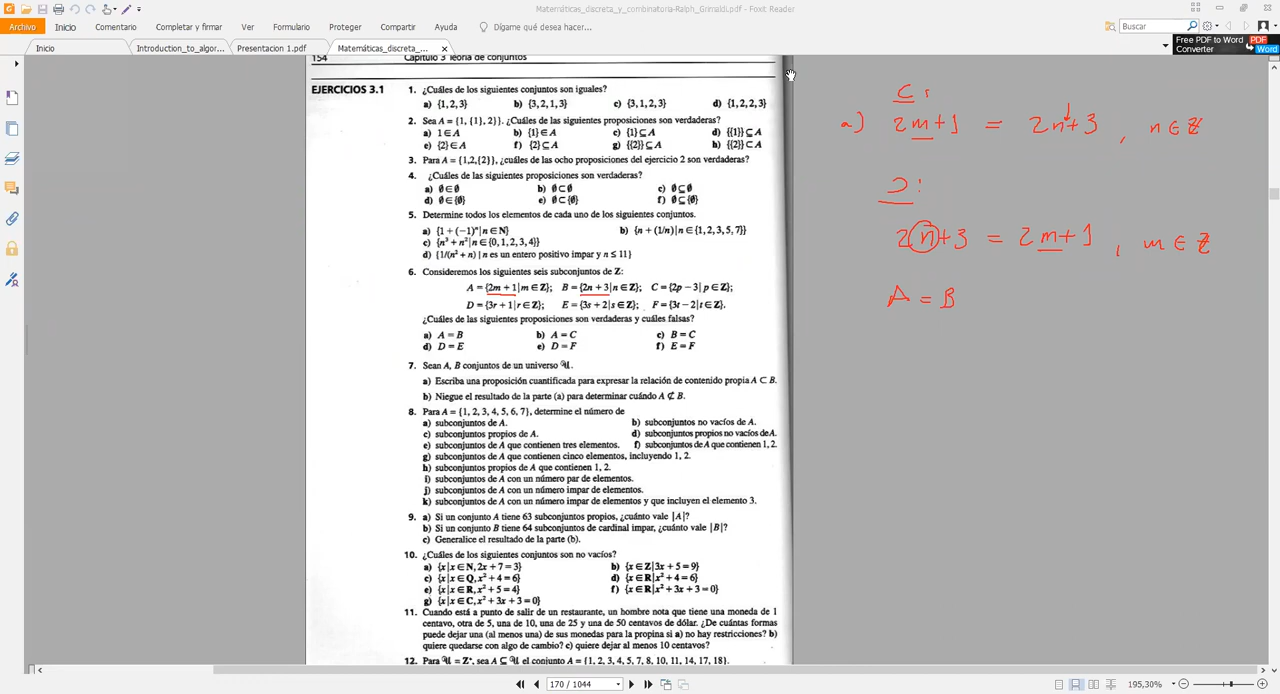 Matemáticas_discreta_y_combinatoria-Ralph_Grimaldi.pdf - Foxit Reader
Archivo Inicio Comentario Completar y firmar Ver Formulario Proteger Compartir Ayuda Dígame qué desea hacer... Buscar
Inicio Introduction_to_algor... Presentacion 1.pdf Matemáticas_discreta_... Free PDF to Word Converter
154 Capítulo 3 Teoría de conjuntos
EJERCICIOS 3.1 1. ¿Cuáles de los siguientes conjuntos son iguales?
a) {1, 2, 3} b) {3, 2, 1, 3} c) {3, 1, 2, 3} d) {1, 2, 2, 3}
2. Sea A = {1, {1}, {2}}. ¿Cuáles de las siguientes proposiciones son verdaderas?
a) 1 ∈ A b) {1} ∈ A c) {1} ⊆ A d) {{1}} ⊆ A
e) {2} ∈ A f) {2} ⊆ A g) {{2}} ⊆ A h) {{2}} ⊂ A
3. Para A = {1,2,{2}}, ¿cuáles de las ocho proposiciones del ejercicio 2 son verdaderas?
4. ¿Cuáles de las siguientes proposiciones son verdaderas?
a) ∅ ∈ ∅ b) ∅ ⊂ ∅ c) ∅ ⊆ ∅
d) ∅ ∈ {∅} e) ∅ ⊂ {∅} f) ∅ ⊆ {∅}
5. Determine todos los elementos de cada uno de los siguientes conjuntos.
a) {1 + (−1)ⁿ | n ∈ N} b) {n + (1/n) | n ∈ {1, 2, 3, 5, 7}}
c) {n³ + n² | n ∈ {0, 1, 2, 3, 4}}
d) {1/(n² + n) | n es un entero positivo impar y n ≤ 11}
6. Consideremos los siguientes seis subconjuntos de Z:
A = {2m + 1 | m ∈ Z}; B = {2n + 3 | n ∈ Z}; C = {2p − 3 | p ∈ Z};
D = {3r + 1 | r ∈ Z}; E = {3s + 2 | s ∈ Z}; F = {3t − 2 | t ∈ Z}.
¿Cuáles de las siguientes proposiciones son verdaderas y cuáles falsas?
a) A = B b) A = C c) B = C
d) D = E e) D = F f) E = F
7. Sean A, B conjuntos de un universo 𝒰.
a) Escriba una proposición cuantificada para expresar la relación de contenido propia A ⊂ B.
b) Niegue el resultado de la parte (a) para determinar cuándo A ⊄ B.
8. Para A = {1, 2, 3, 4, 5, 6, 7}, determine el número de
a) subconjuntos de A. b) subconjuntos no vacíos de A.
c) subconjuntos propios de A. d) subconjuntos propios no vacíos de A.
e) subconjuntos de A que contienen tres elementos. f) subconjuntos de A que contienen 1, 2.
g) subconjuntos de A que contienen cinco elementos, incluyendo 1, 2.
h) subconjuntos propios de A que contienen 1, 2.
i) subconjuntos de A con un número par de elementos.
j) subconjuntos de A con un número impar de elementos.
k) subconjuntos de A con un número impar de elementos y que incluyen el elemento 3.
9. a) Si un conjunto A tiene 63 subconjuntos propios, ¿cuánto vale |A|?
b) Si un conjunto B tiene 64 subconjuntos de cardinal impar, ¿cuánto vale |B|?
c) Generalice el resultado de la parte (b).
10. ¿Cuáles de los siguientes conjuntos son no vacíos?
a) {x | x ∈ N, 2x + 7 = 3} b) {x ∈ Z | 3x + 5 = 9}
c) {x | x ∈ Q, x² + 4 = 6} d) {x ∈ R | x² + 4 = 6}
e) {x | x ∈ R, x² + 5 = 4} f) {x ∈ R | x² + 3x + 3 = 0}
g) {x | x ∈ C, x² + 3x + 3 = 0}
11. Cuando está a punto de salir de un restaurante, un hombre nota que tiene una moneda de 1
centavo, otra de 5, una de 10, una de 25 y una de 50 centavos de dólar. ¿De cuántas formas
puede dejar una (al menos una) de sus monedas para la propina si a) no hay restricciones? b)
quiere quedarse con algo de cambio? c) quiere dejar al menos 10 centavos?
12. Para 𝒰 = Z⁺, sea A ⊆ 𝒰 el conjunto A = {1, 2, 3, 4, 5, 7, 8, 10, 11, 14, 17, 18}.
⊂ :
a) 2m + 1 = 2n + 3 , n ∈ Z
⊃ :
2n + 3 = 2m + 1 , m ∈ Z
A = B
170 / 1044 195,30%